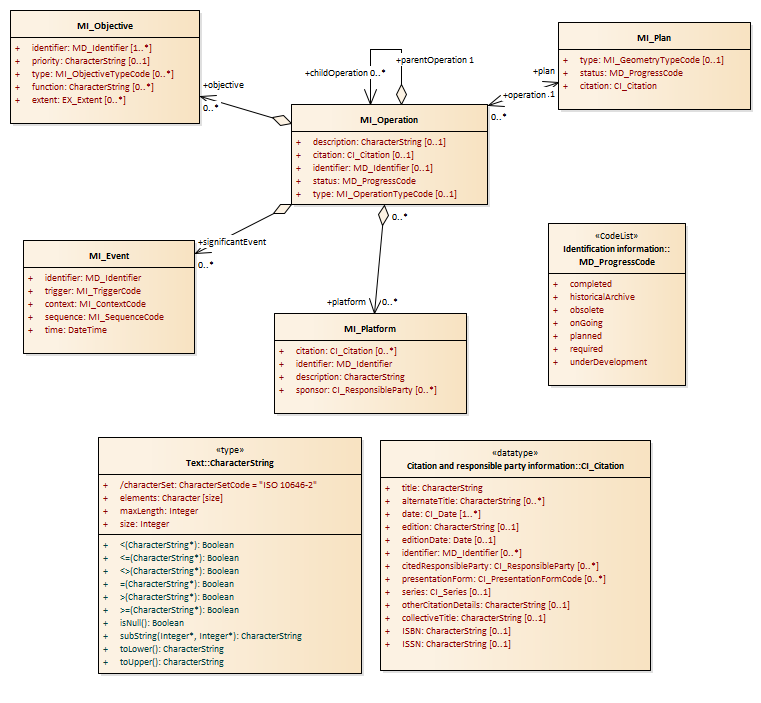 MI_Objective
+ identifier: MD_Identifier [1..*]
+ priority: CharacterString [0..1]
+ type: MI_ObjectiveTypeCode [0..*]
+ function: CharacterString [0..*]
+ extent: EX_Extent [0..*]
+objective
0..*
+childOperation 0..*
+parentOperation 1
MI_Plan
+ type: MI_GeometryTypeCode [0..1]
+ status: MD_ProgressCode
+ citation: CI_Citation
+plan
+operation.1
0..*
MI_Operation
+ description: CharacterString [0..1]
+ citation: CI_Citation [0..1]
+ identifier: MD_Identifier [0..1]
+ status: MD_ProgressCode
+ type: MI_OperationTypeCode [0..1]
+significantEvent
0..*
MI_Event
+ identifier: MD_Identifier
+ trigger: MI_TriggerCode
+ context: MI_ContextCode
+ sequence: MI_SequenceCode
+ time: DateTime
0..*
+platform
0..*
MI_Platform
+ citation: CI_Citation [0..*]
+ identifier: MD_Identifier
+ description: CharacterString
+ sponsor: CI_ResponsibleParty [0..*]
«CodeList»
Identification information::
MD_ProgressCode
+ completed
+ historicalArchive
+ obsolete
+ onGoing
+ planned
+ required
+ underDevelopment
«type»
Text::CharacterString
+ /characterSet: CharacterSetCode = "ISO 10646-2"
+ elements: Character [size]
+ maxLength: Integer
+ size: Integer
+ <(CharacterString*): Boolean
+ <=(CharacterString*): Boolean
+ <>(CharacterString*): Boolean
+ =(CharacterString*): Boolean
+ >(CharacterString*): Boolean
+ >=(CharacterString*): Boolean
+ isNull(): Boolean
+ subString(Integer*, Integer*): CharacterString
+ toLower(): CharacterString
+ toUpper(): CharacterString
«datatype»
Citation and responsible party information::CI_Citation
+ title: CharacterString
+ alternateTitle: CharacterString [0..*]
+ date: CI_Date [1..*]
+ edition: CharacterString [0..1]
+ editionDate: Date [0..1]
+ identifier: MD_Identifier [0..*]
+ citedResponsibleParty: CI_ResponsibleParty [0..*]
+ presentationForm: CI_PresentationFormCode [0..*]
+ series: CI_Series [0..1]
+ otherCitationDetails: CharacterString [0..1]
+ collectiveTitle: CharacterString [0..1]
+ ISBN: CharacterString [0..1]
+ ISSN: CharacterString [0..1]